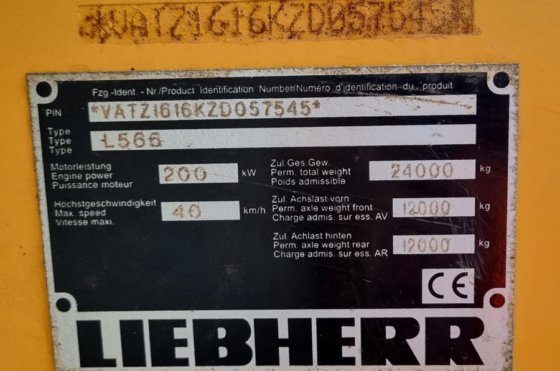 *VATZ1616KZD057545*
Fzg.-Ident. - Nr./Product Identification Number/Numéro d'identification du produit
PIN *VATZ1616KZD057545*
Type
Type L566
Type
Motorleistung
Engine power 200 kW
Puissance moteur
Höchstgeschwindigkeit
Max. speed 40 km/h
Vitesse maxi.
Zul. Ges Gew.
Perm. total weight 24000 kg
Poids admissible
Zul. Achslast vorn
Perm. axle weight front 12000 kg
Charge admis. sur ess. AV
Zul. Achlast hinten
Perm. axle weight rear 12000 kg
Charge admis. sur ess. AR
CE
LIEBHERR